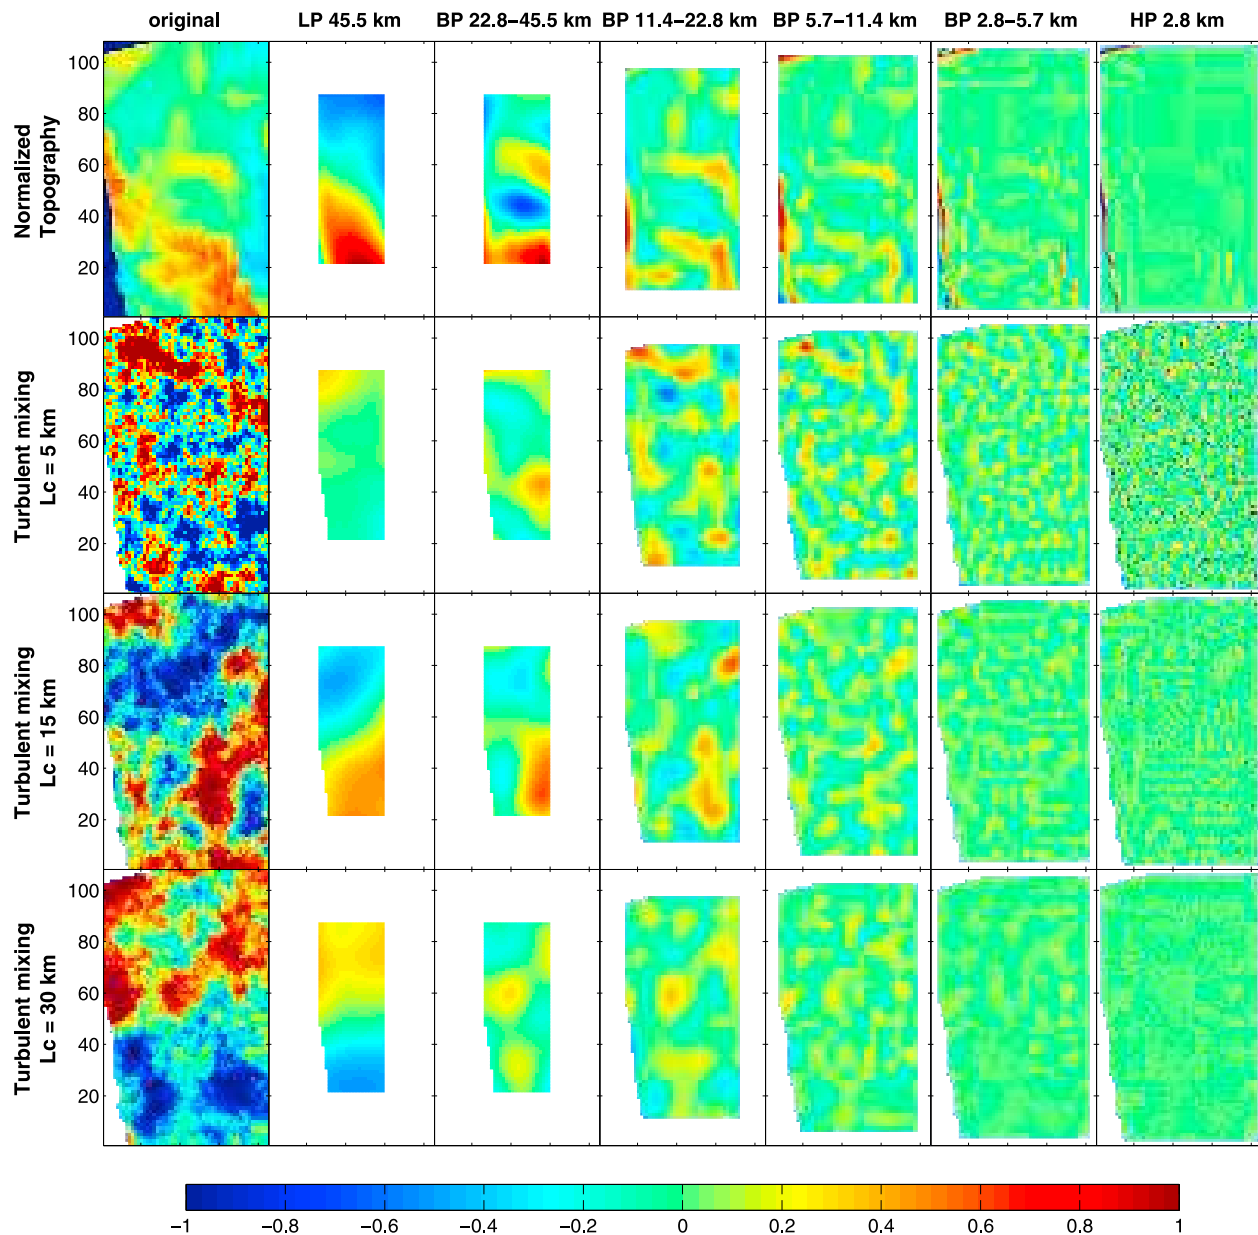 original LP 45.5 km BP 22.8–45.5 km BP 11.4–22.8 km BP 5.7–11.4 km BP 2.8–5.7 km HP 2.8 km
Normalized
Topography
100
80
60
40
20
Turbulent mixing
Lc = 5 km
100
80
60
40
20
Turbulent mixing
Lc = 15 km
100
80
60
40
20
Turbulent mixing
Lc = 30 km
100
80
60
40
20
−1 −0.8 −0.6 −0.4 −0.2 0 0.2 0.4 0.6 0.8 1